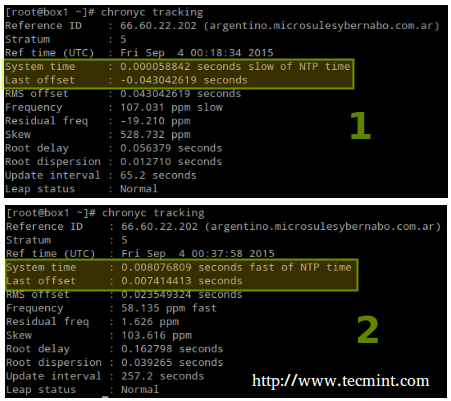 [root@box1 ~]# chronyc tracking
Reference ID : 66.60.22.202 (argentino.microsulesybernabo.com.ar)
Stratum : 5
Ref time (UTC) : Fri Sep 4 00:18:34 2015
System time : 0.000058842 seconds slow of NTP time
Last offset : -0.043042619 seconds
RMS offset : 0.043042619 seconds
Frequency : 107.031 ppm slow
Residual freq : -19.210 ppm
Skew : 528.732 ppm
Root delay : 0.056379 seconds
Root dispersion : 0.012710 seconds
Update interval : 65.2 seconds
Leap status : Normal
1
[root@box1 ~]# chronyc tracking
Reference ID : 66.60.22.202 (argentino.microsulesybernabo.com.ar)
Stratum : 5
Ref time (UTC) : Fri Sep 4 00:37:58 2015
System time : 0.008076809 seconds fast of NTP time
Last offset : 0.007414413 seconds
RMS offset : 0.023549324 seconds
Frequency : 58.135 ppm fast
Residual freq : 1.626 ppm
Skew : 103.616 ppm
Root delay : 0.162798 seconds
Root dispersion : 0.039265 seconds
Update interval : 257.2 seconds
Leap status : Normal
2
http://www.tecmint.com